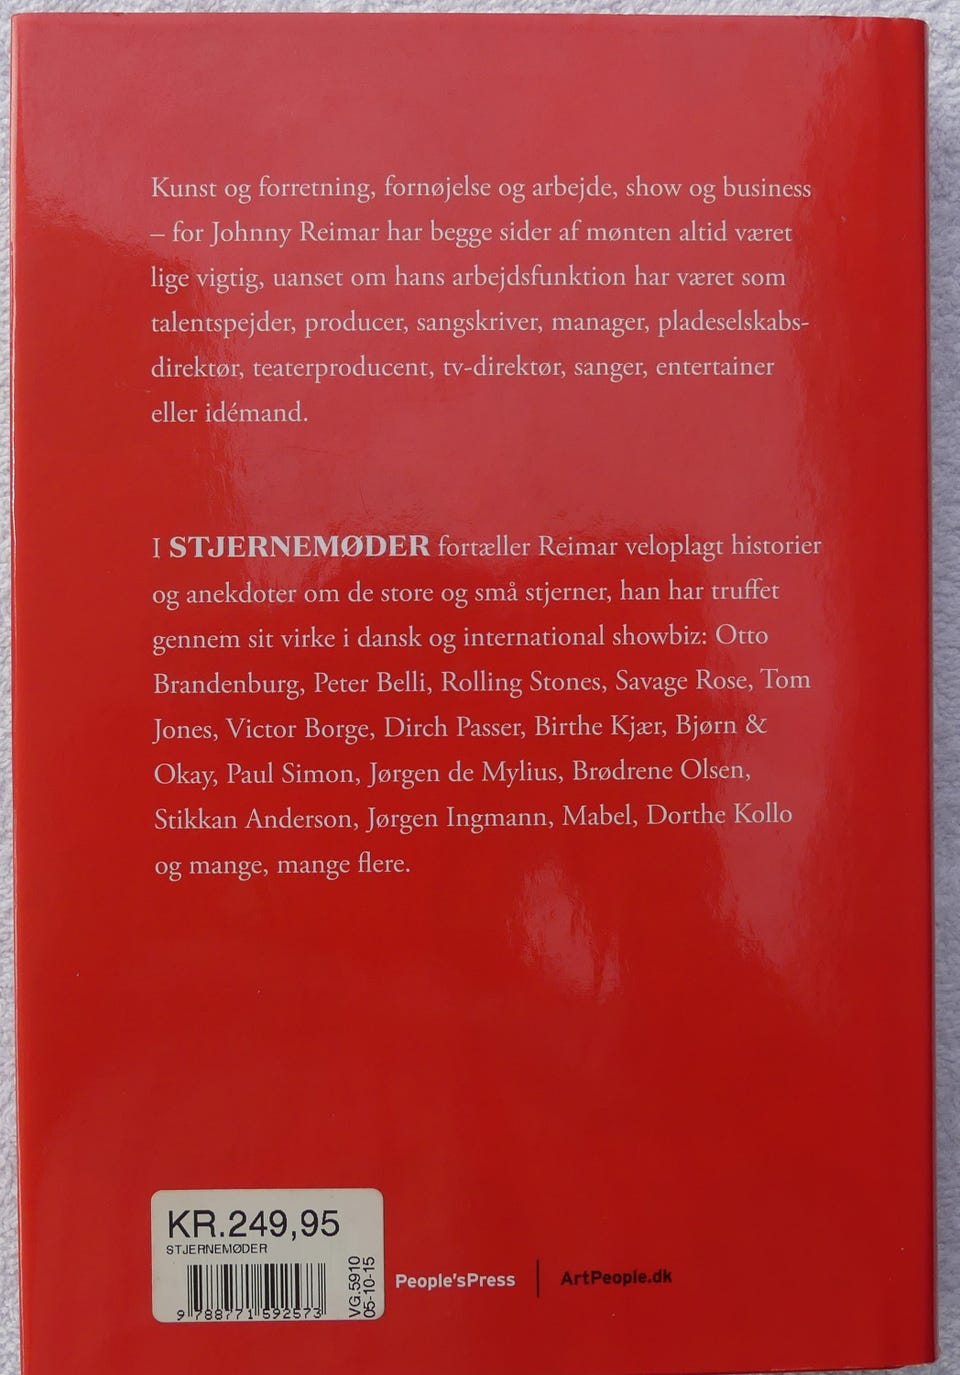 Kunst og forretning, fornøjelse og arbejde, show og business
– for Johnny Reimar har begge sider af mønten altid været
lige vigtig, uanset om hans arbejdsfunktion har været som
talentspejder, producer, sangskriver, manager, pladeselskabs-
direktør, teaterproducent, tv-direktør, sanger, entertainer
eller idémand.
I STJERNEMØDER fortæller Reimar veloplagt historier
og anekdoter om de store og små stjerner, han har truffet
gennem sit virke i dansk og international showbiz: Otto
Brandenburg, Peter Belli, Rolling Stones, Savage Rose, Tom
Jones, Victor Borge, Dirch Passer, Birthe Kjær, Bjørn &
Okay, Paul Simon, Jørgen de Mylius, Brødrene Olsen,
Stikkan Anderson, Jørgen Ingmann, Mabel, Dorthe Kollo
og mange, mange flere.
KR.249,95
STJERNEMØDER
9 788771 592573
VG.5910
05-10-15
People'sPress | ArtPeople.dk